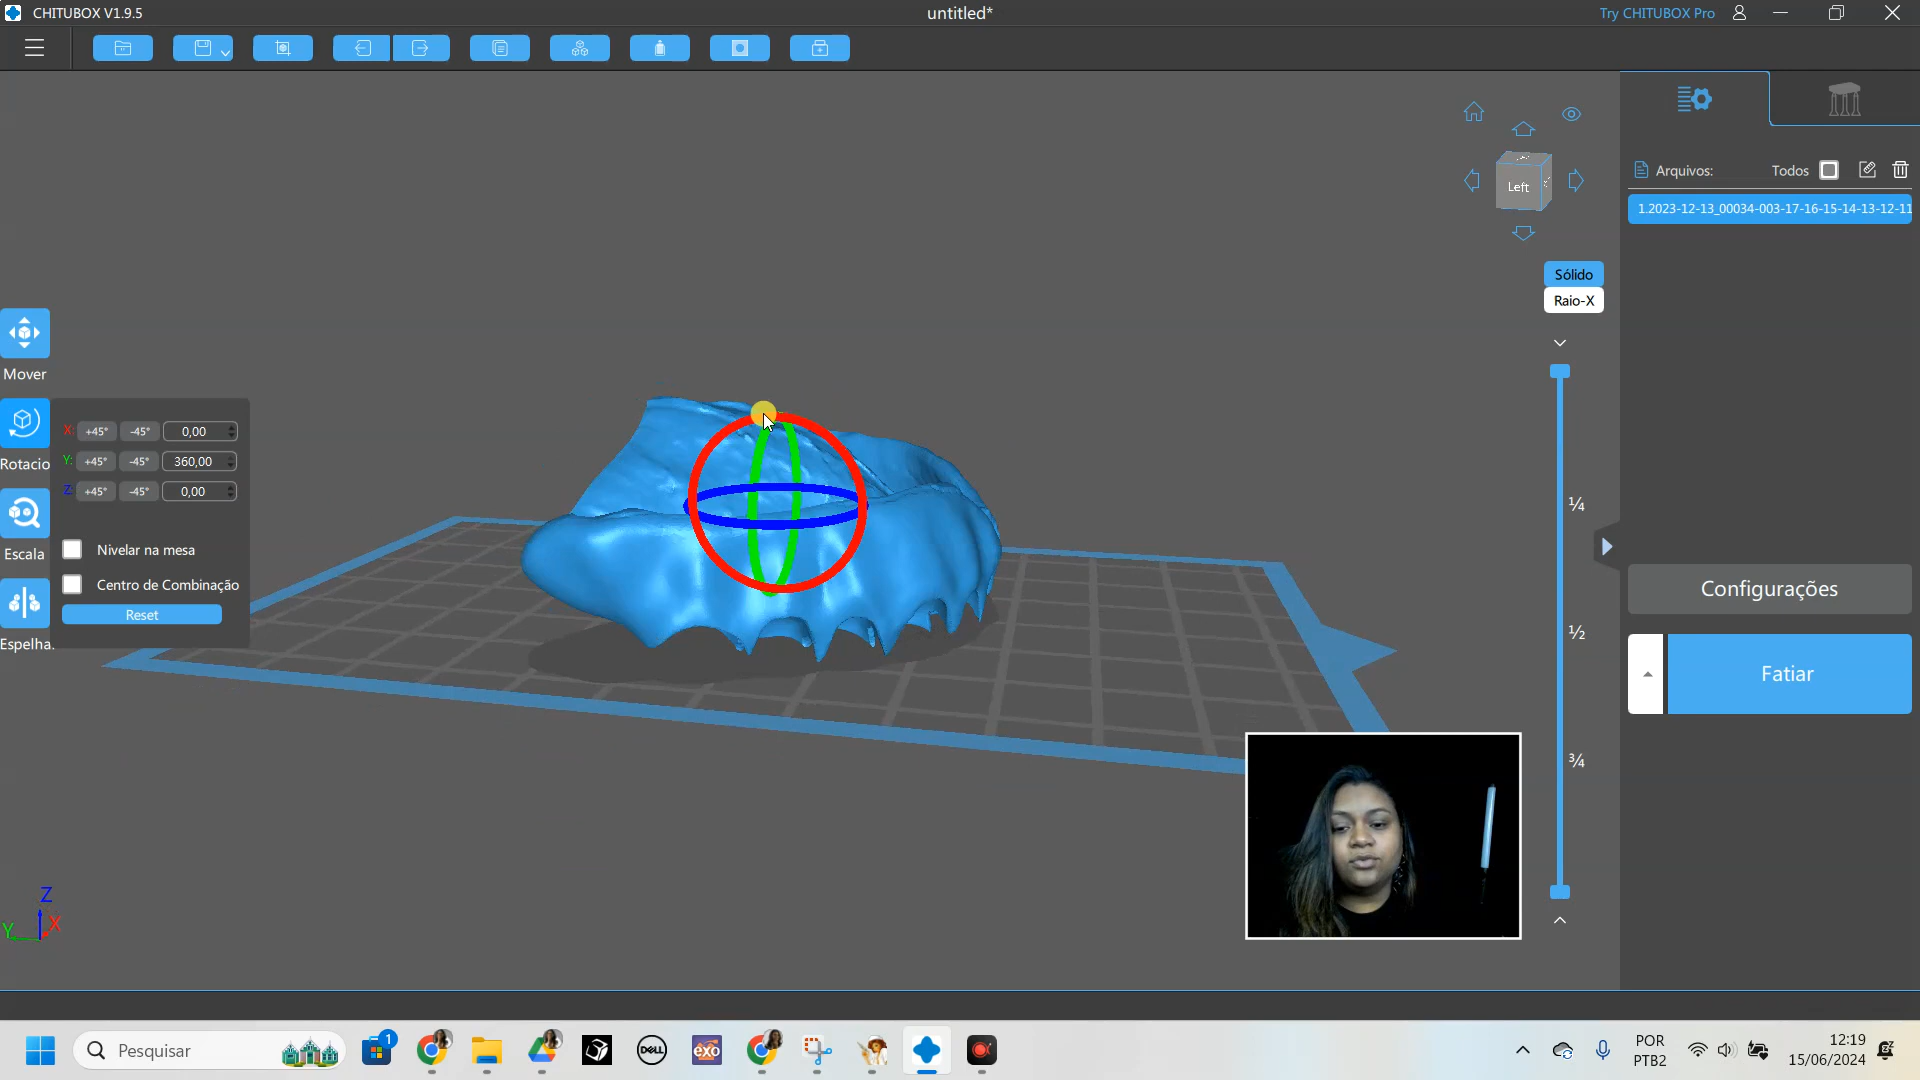 CHITUBOX V1.9.5
untitled*
Try CHITUBOX Pro
Arquivos:
Todos
1.2023-12-13_00034-003-17-16-15-14-13-12-11
Left
Sólido
Raio-X
Mover
Rotacio
Escala
Espelha.
X: +45° -45° 0,00
Y: +45° -45° 360,00
Z: +45° -45° 0,00
Nivelar na mesa
Centro de Combinação
Reset
¼
½
¾
Configurações
Fatiar
Z
Y
X
Pesquisar
1
DELL
exo
POR
PTB2
12:19
15/06/2024